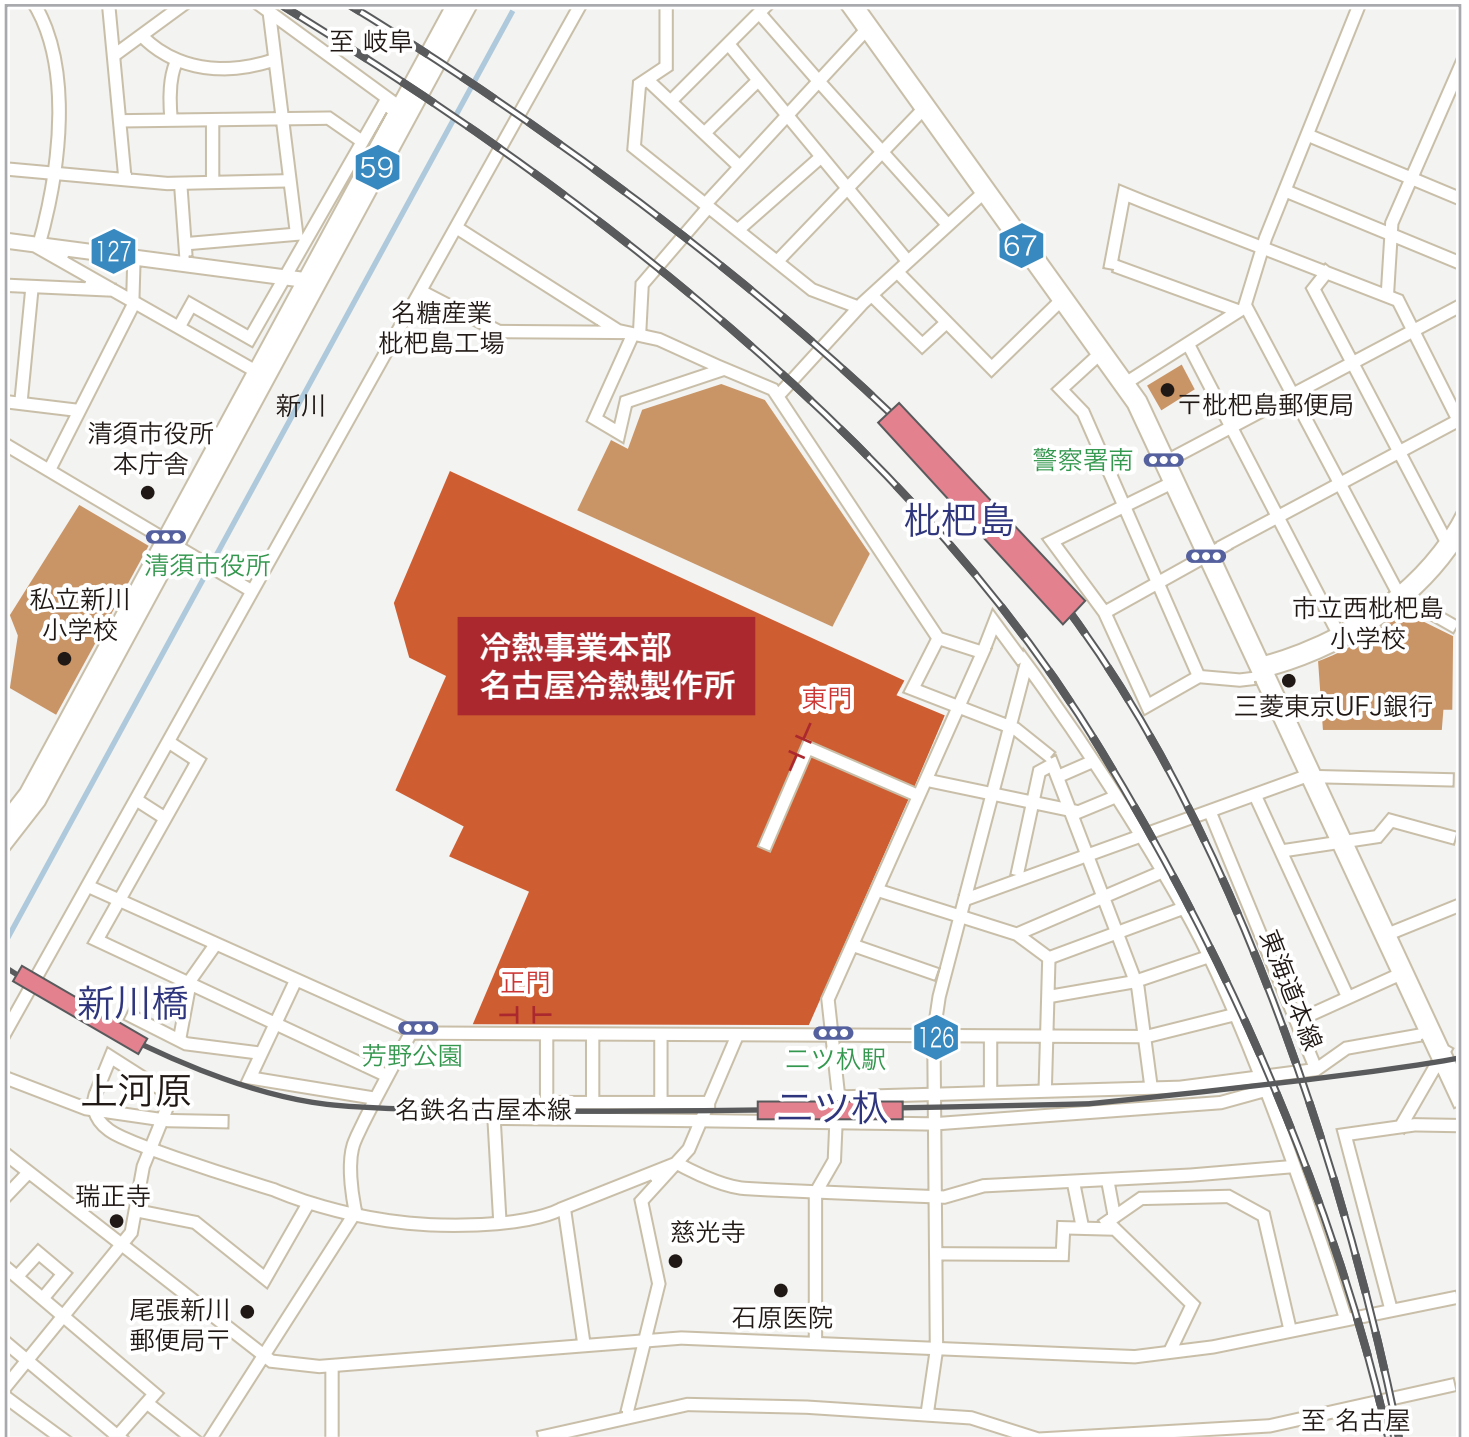 至 岐阜
59
127
67
名糖産業
枇杷島工場
新川
〒枇杷島郵便局
清須市役所
本庁舎
警察署南
枇杷島
清須市役所
私立新川
小学校
市立西枇杷島
小学校
冷熱事業本部
名古屋冷熱製作所
東門
三菱東京UFJ銀行
東海道本線
正門
新川橋
芳野公園
126
二ツ杁駅
上河原
名鉄名古屋本線
二ツ杁
瑞正寺
慈光寺
尾張新川
郵便局〒
石原医院
至 名古屋